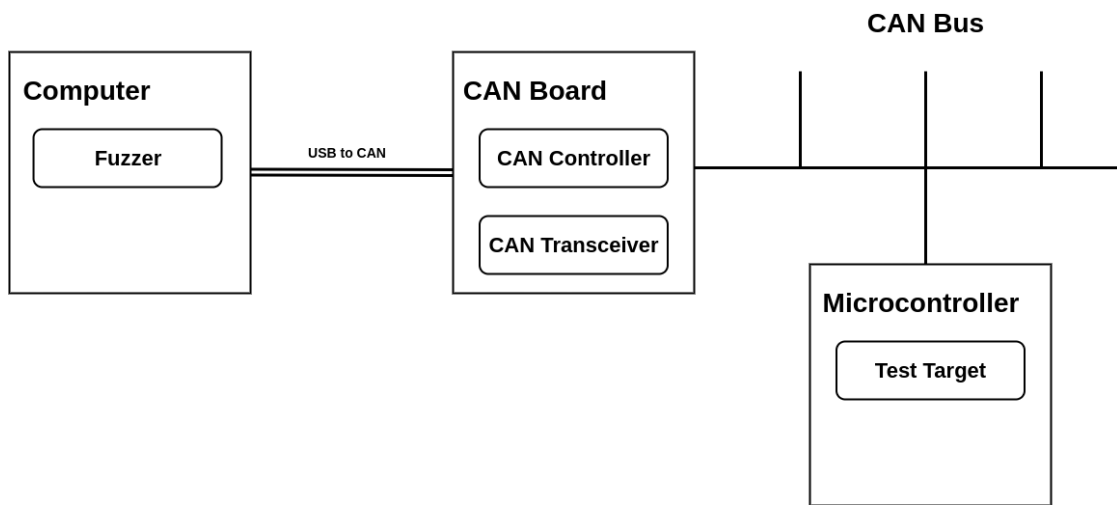 CAN Bus
Computer
Fuzzer
USB to CAN
CAN Board
CAN Controller
CAN Transceiver
Microcontroller
Test Target